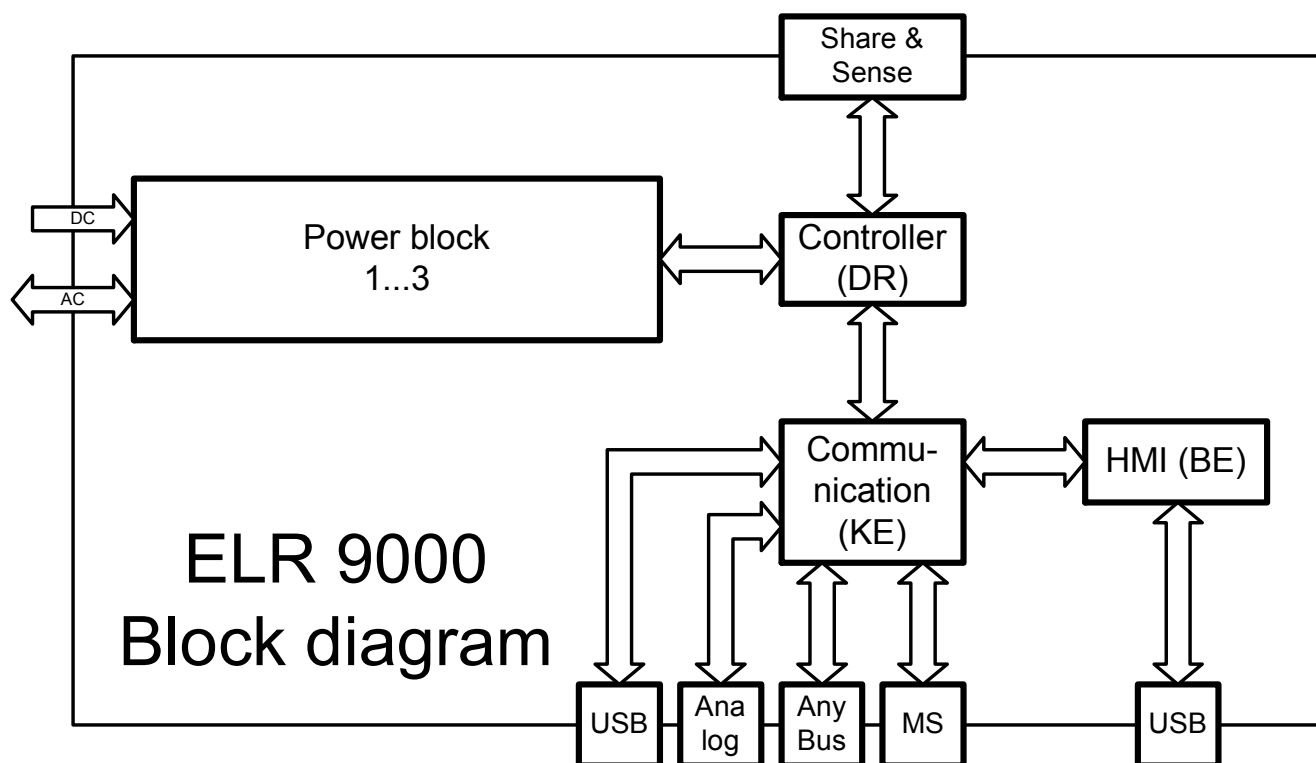 Share &
Sense
DC
Power block
1...3
Controller
(DR)
AC
Commu-
nication
(KE)
HMI (BE)
ELR 9000
Block diagram
USB
Ana
log
Any
Bus
MS
USB